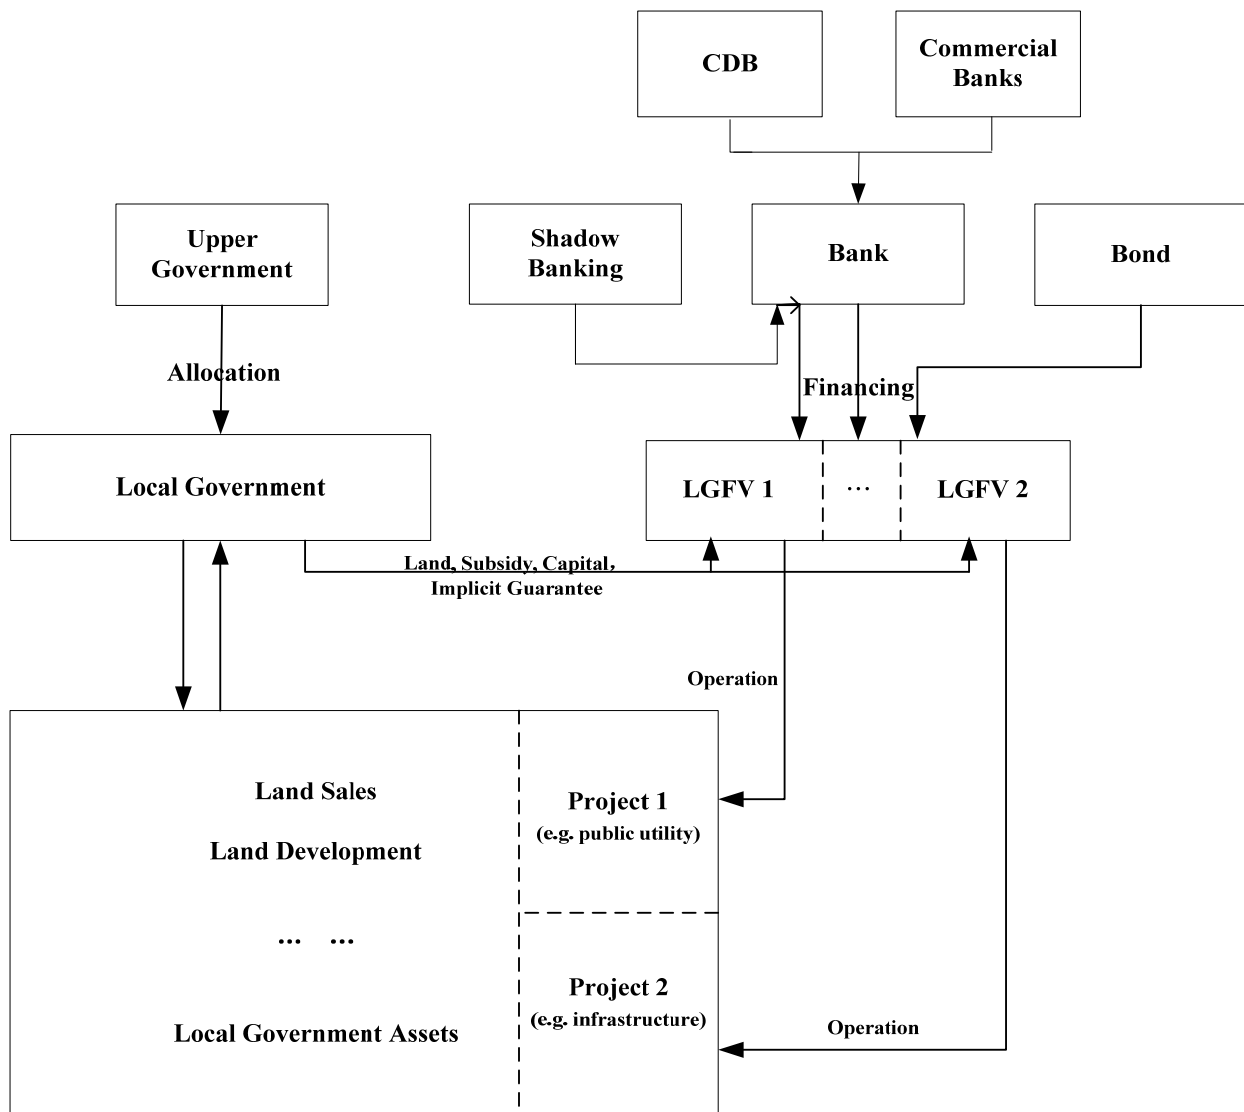 CDB
Commercial
Banks
Upper
Government
Shadow
Banking
Bank
Bond
Allocation
Financing
Local Government
LGFV 1
...
LGFV 2
Land, Subsidy, Capital，
Implicit Guarantee
Operation
Land Sales
Project 1
(e.g. public utility)
Land Development
... ...
Project 2
(e.g. infrastructure)
Local Government Assets
Operation